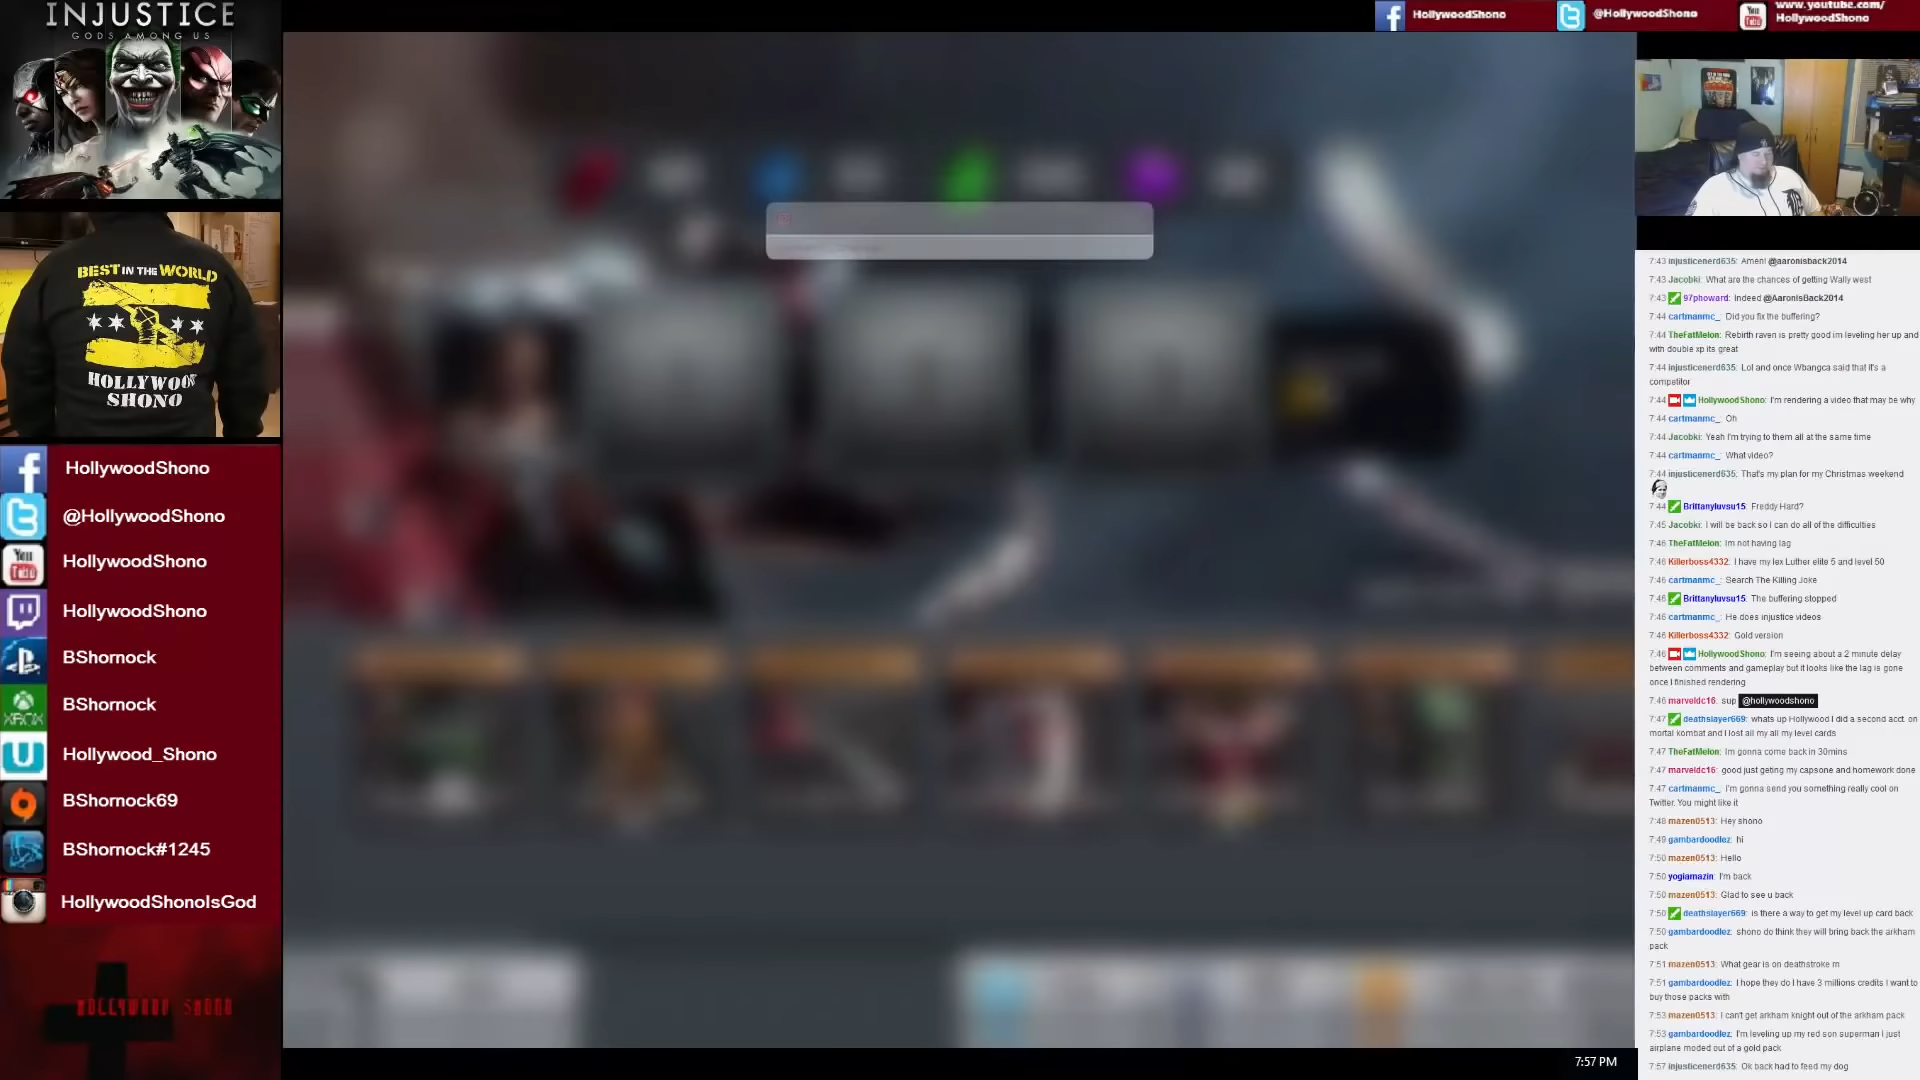 INJUSTICE
GODS AMONG US
BEST IN THE WORLD
HOLLYWOOD
SHONO
HollywoodShono
@HollywoodShono
HollywoodShono
HollywoodShono
BShornock
BShornock
Hollywood_Shono
BShornock69
BShornock#1245
HollywoodShonoIsGod
HOLLYWOOD SHONO
HollywoodShono
@HollywoodShono
www.youtube.com/
HollywoodShono
7:43 injusticenerd635: Amen! @aaronisback2014
7:43 Jacobki: What are the chances of getting Wally west
7:43 97phoward: Indeed @AaronisBack2014
7:44 cartmanmc_: Did you fix the buffering?
7:44 TheFatMelon: Rebirth raven is pretty good im leveling her up and
with double xp its great
7:44 injusticenerd635: Lol and once Wbangca said that it's a
competitor
7:44 HollywoodShono: I'm rendering a video that may be why
7:44 cartmanmc_: Oh
7:44 Jacobki: Yeah I'm trying to them all at the same time
7:44 cartmanmc_: What video?
7:44 injusticenerd635: That's my plan for my Christmas weekend
7:44 Brittanyluvsu15: Freddy Hard?
7:45 Jacobki: I will be back so I can do all of the difficulties
7:46 TheFatMelon: Im not having lag
7:46 Killerboss4332: I have my lex Luther elite 5 and level 50
7:46 cartmanmc_: Search The Killing Joke
7:46 Brittanyluvsu15: The buffering stopped
7:46 cartmanmc_: He does injustice videos
7:46 Killerboss4332: Gold version
7:46 HollywoodShono: I'm seeing about a 2 minute delay
between comments and gameplay but it looks like the lag is gone
once I finished rendering
7:46 marveldc16: sup @hollywoodshono
7:47 deathslayer669: whats up Hollywood I did a second acct. on
mortal kombat and I lost all my all my level cards
7:47 TheFatMelon: Im gonna come back in 30mins
7:47 marveldc16: good just geting my capsone and homework done
7:47 cartmanmc_: I'm gonna send you something really cool on
Twitter. You might like it
7:48 mazen0513: Hey shono
7:49 gambardoodlez: hi
7:50 mazen0513: Hello
7:50 yogiamazin: I'm back
7:50 mazen0513: Glad to see u back
7:50 deathslayer669: is there a way to get my level up card back
7:50 gambardoodlez: shono do think they will bring back the arkham
pack
7:51 mazen0513: What gear is on deathstroke rn
7:51 gambardoodlez: I hope they do I have 3 millions credits I want to
buy those packs with
7:53 mazen0513: I can't get arkham knight out of the arkham pack
7:53 gambardoodlez: I'm leveling up my red son superman I just
airplane moded out of a gold pack
7:57 injusticenerd635: Ok back had to feed my dog
7:57 PM